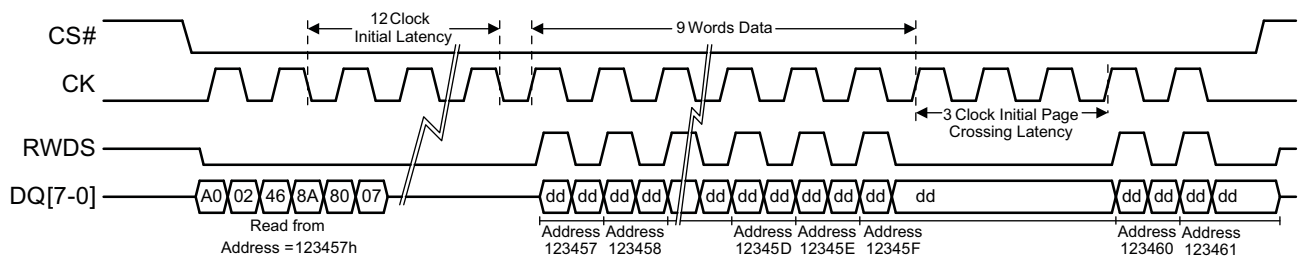 CS#
12 Clock
Initial Latency
9 Words Data
CK
3 Clock Initial Page
Crossing Latency
RWDS
DQ[7-0]
A0 02 46 8A 80 07
dd dd dd dd dd dd dd dd dd dd dd dd dd dd dd
Read from
Address =123457h
Address
123457
Address
123458
Address
12345D
Address
12345E
Address
12345F
Address
123460
Address
123461